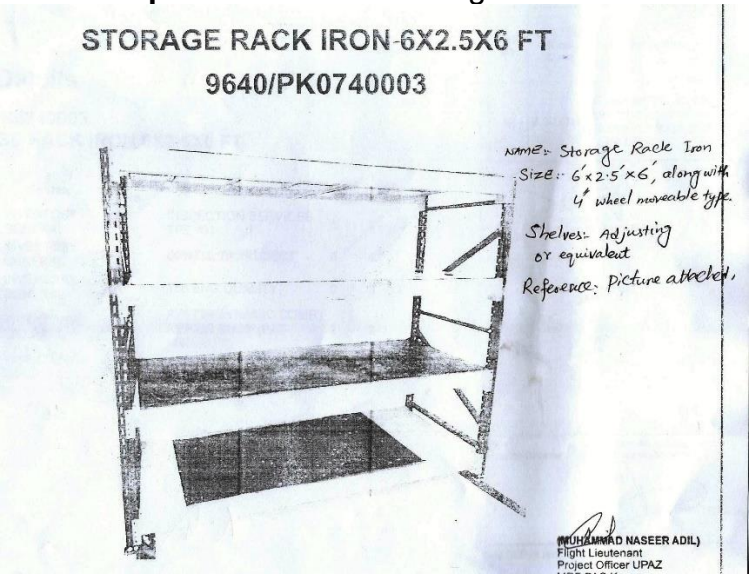 STORAGE RACK IRON-6X2.5X6 FT
9640/PK0740003
NAME:- Storage Rack Iron
Size:- 6'x2.5'x6', along with
4" wheel moveable type.
Shelves:- Adjusting
or equivalent
Reference: Picture attached.
(MUHAMMAD NASEER ADIL)
Flight Lieutenant
Project Officer UPAZ